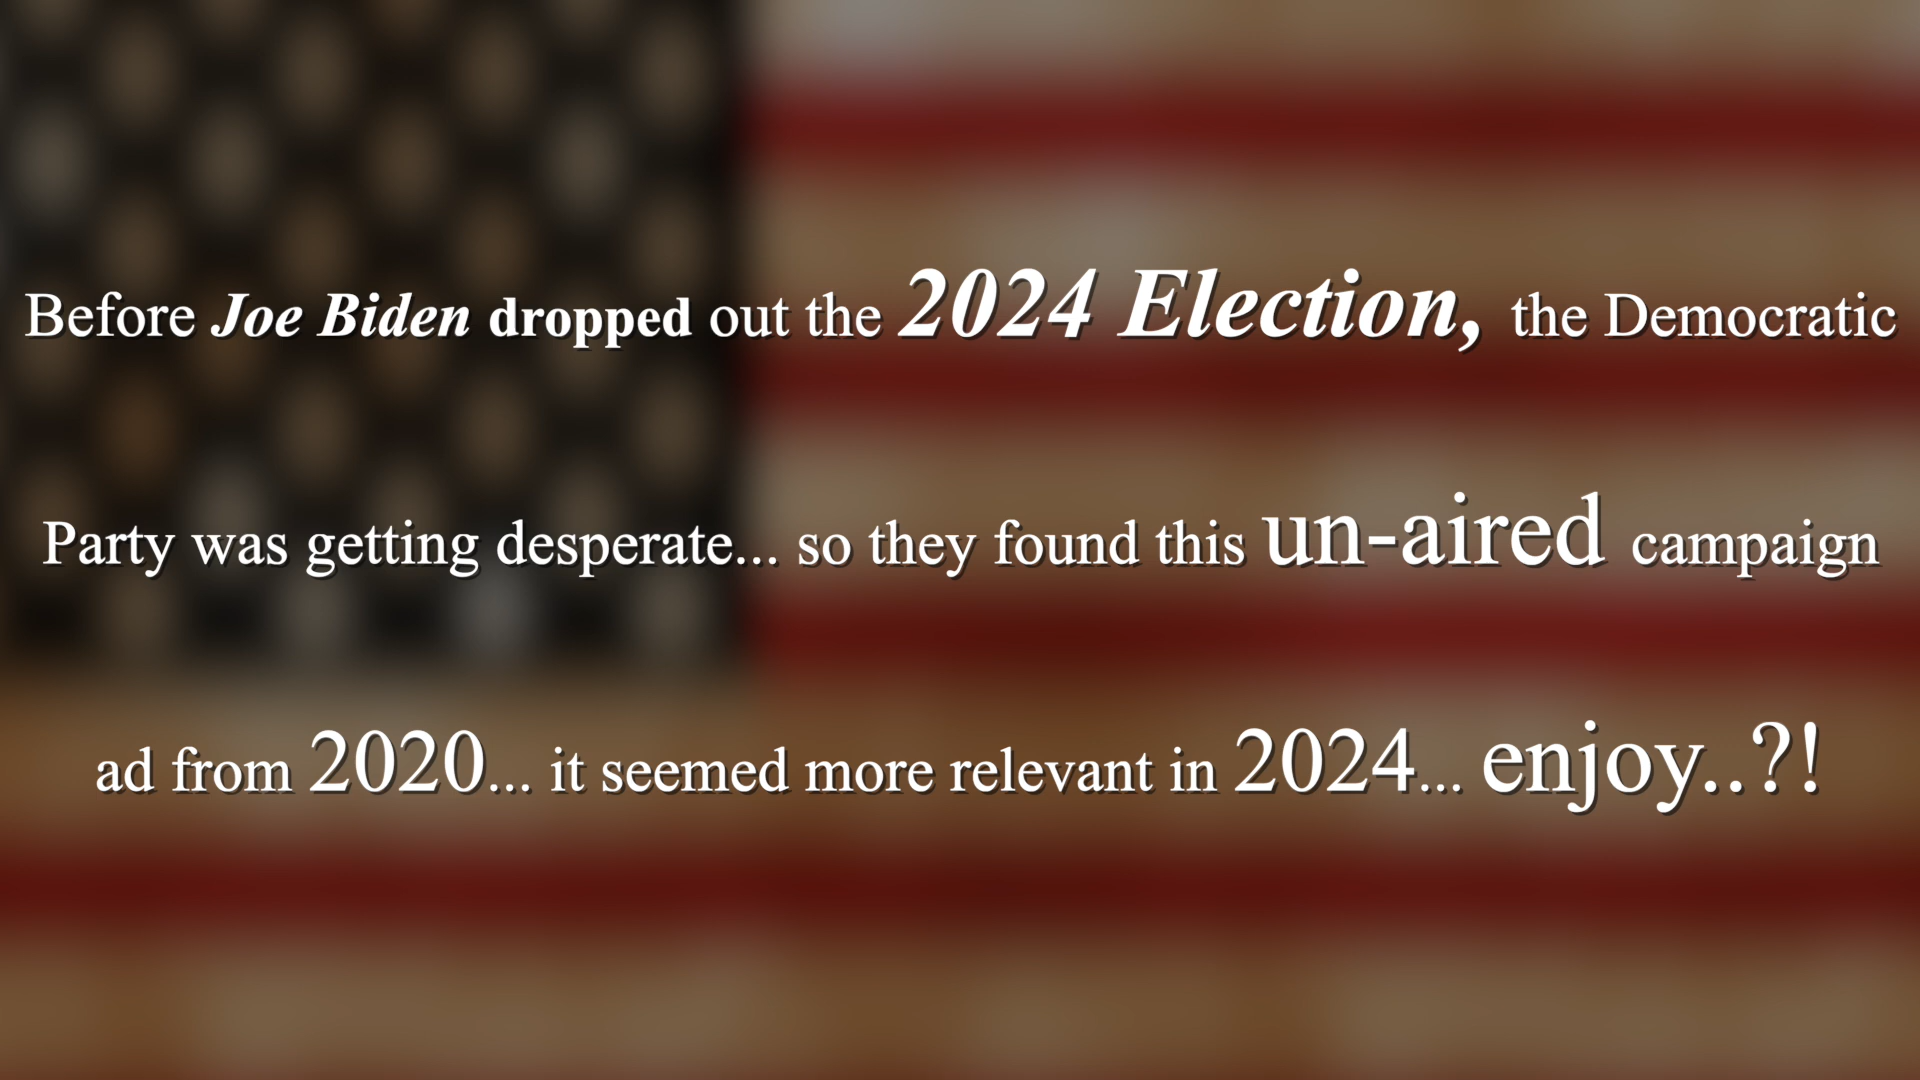 Before Joe Biden dropped out the 2024 Election, the Democratic
Party was getting desperate... so they found this un-aired campaign
ad from 2020... it seemed more relevant in 2024... enjoy..?!